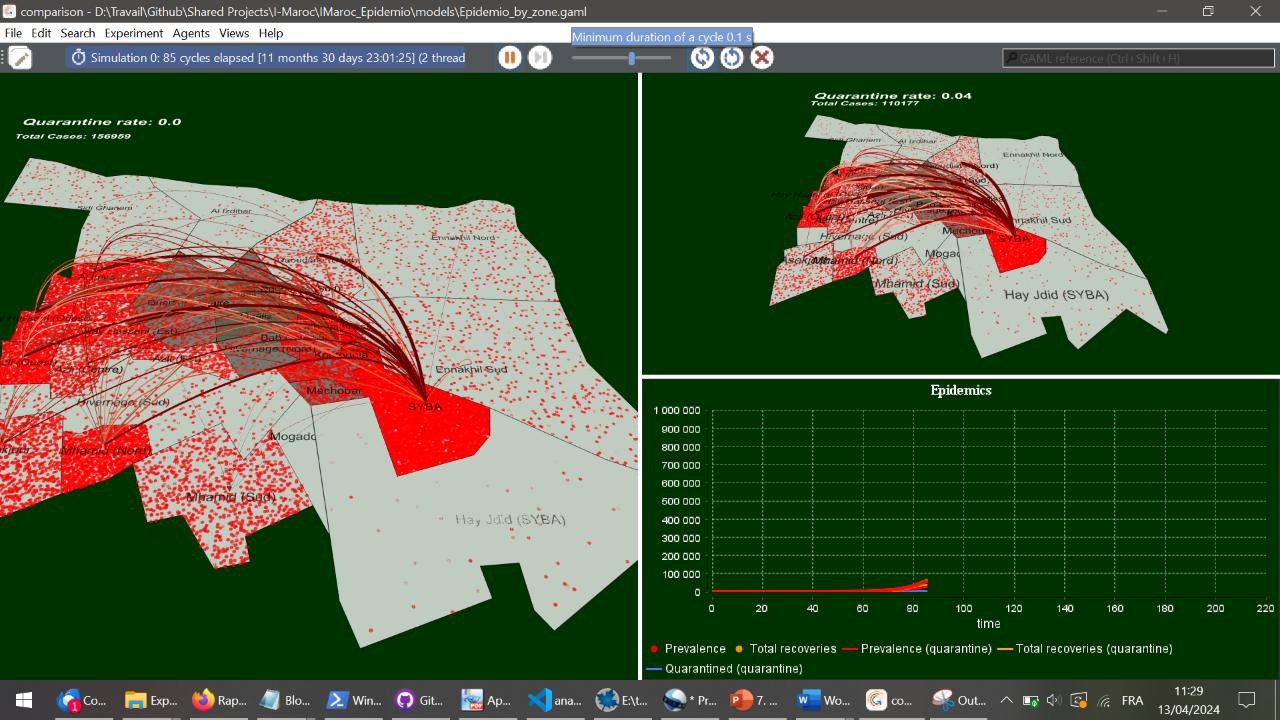 comparison - D:\Travail\Github\Shared Projects\I-Maroc\IMaroc_Epidemio\models\Epidemio_by_zone.gaml
File Edit Search Experiment Agents Views Help
Minimum duration of a cycle 0.1 s
Simulation 0: 85 cycles elapsed [11 months 30 days 23:01:25] (2 thread
GAML reference (Ctrl+Shift+H)
Quarantine rate: 0.0
Total Cases: 156959
Sidi Ghanem
Al Izdihar
Ennakhil Nord
Ennakhil Sud
SYBA
Mechouar
Hivernage (Sud)
Mogado
Mhamid (Nord)
Mhamid (Sud)
Hay Jdid (SYBA)
Quarantine rate: 0.04
Total Cases: 110177
Sidi Ghanem
Al Izdihar
Ennakhil Nord
Ennakhil Sud
Mechouar
SYBA
Hivernage (Sud)
Mogad
Mhamid (Nord)
Mhamid (Sud)
Hay Jdid (SYBA)
Epidemics
1 000 000
900 000
800 000
700 000
600 000
500 000
400 000
300 000
200 000
100 000
0
0 20 40 60 80 100 120 140 160 180 200 220
time
Prevalence Total recoveries Prevalence (quarantine) Total recoveries (quarantine)
Quarantined (quarantine)
1 Co... Exp... Rap... Blo... Win... Git... Ap... ana... E:\t... * Pr... 7. ... Wo... co... Out... FRA 11:29
13/04/2024